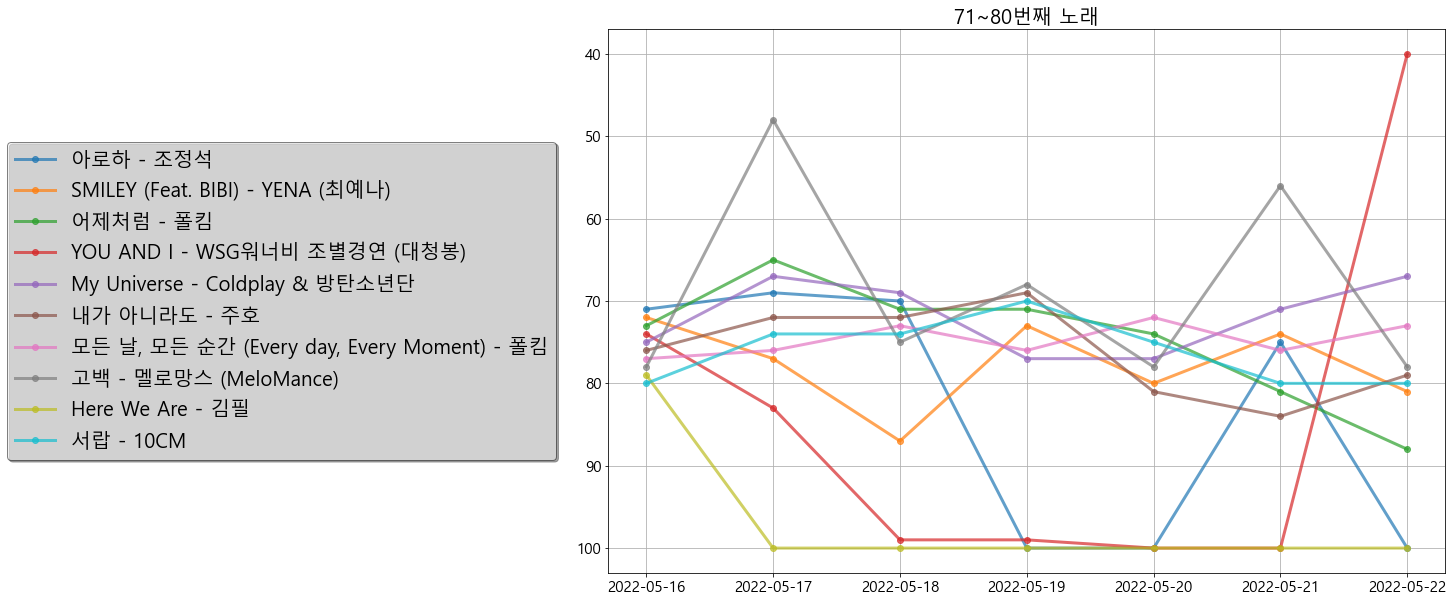 71~80번째 노래
아로하 - 조정석
SMILEY (Feat. BIBI) - YENA (최예나)
어제처럼 - 폴킴
YOU AND I - WSG워너비 조별경연 (대청봉)
My Universe - Coldplay & 방탄소년단
내가 아니라도 - 주호
모든 날, 모든 순간 (Every day, Every Moment) - 폴킴
고백 - 멜로망스 (MeloMance)
Here We Are - 김필
서랍 - 10CM
40
50
60
70
80
90
100
2022-05-16 2022-05-17 2022-05-18 2022-05-19 2022-05-20 2022-05-21 2022-05-22